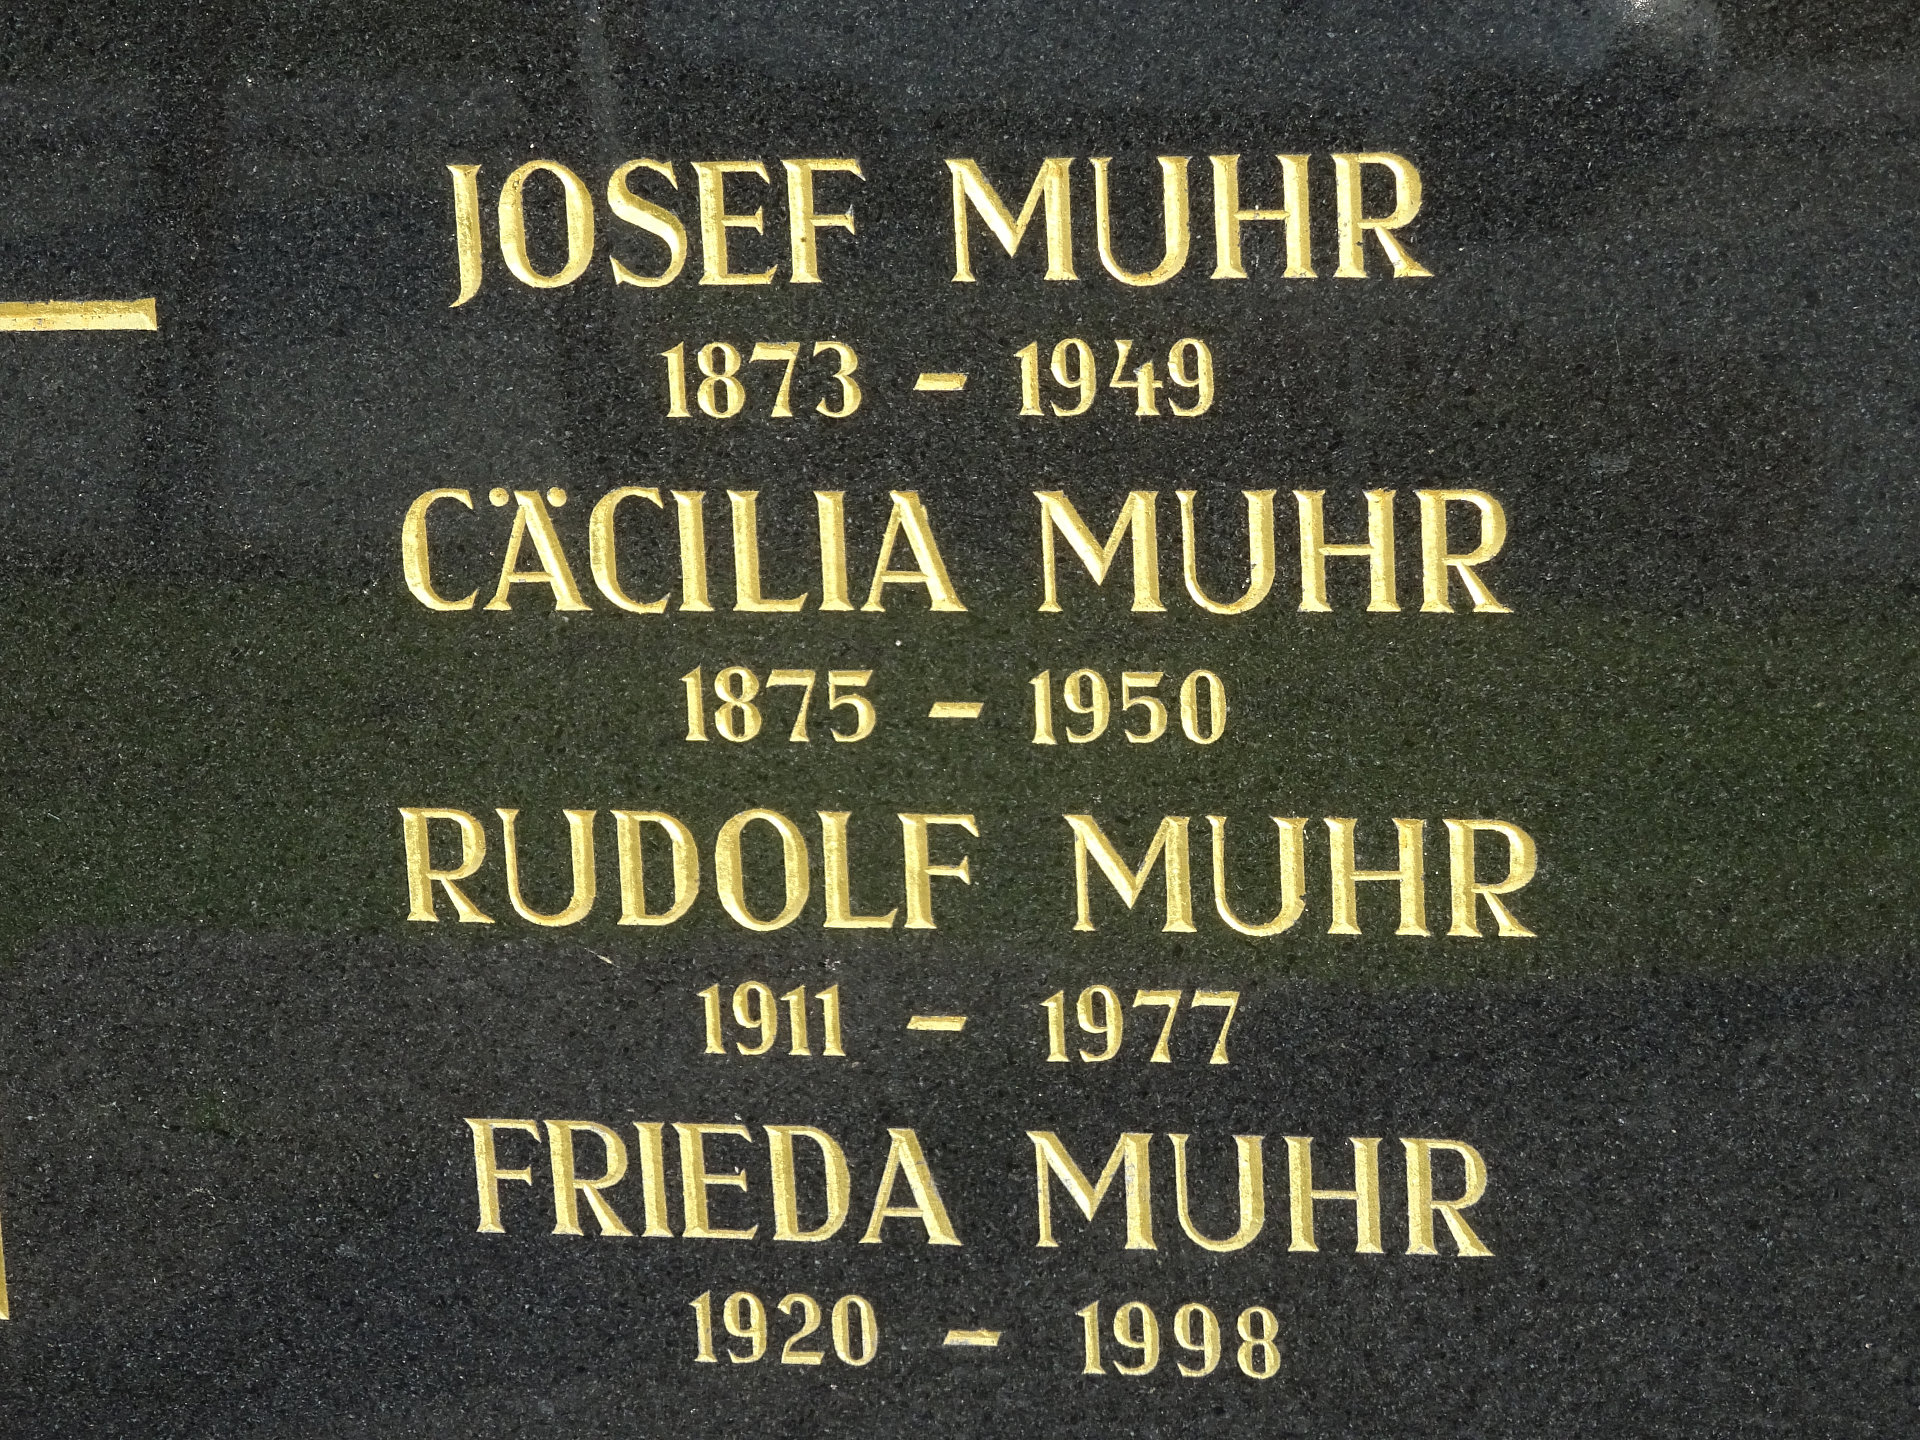 JOSEF MUHR
1873 – 1949
CÄCILIA MUHR
1875 – 1950
RUDOLF MUHR
1911 – 1977
FRIEDA MUHR
1920 – 1998